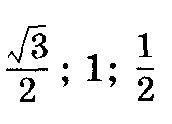 √3/2 ; 1; 1/2